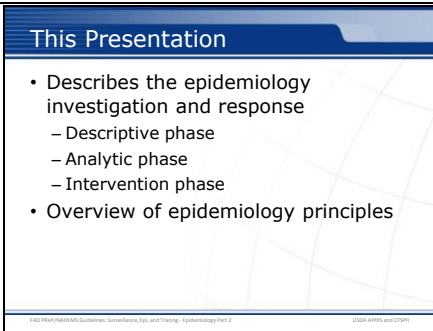 This Presentation
• Describes the epidemiology
investigation and response
– Descriptive phase
– Analytic phase
– Intervention phase
• Overview of epidemiology principles
FAD PReP/NAHEMS Guidelines: Surveillance, Epi, and Tracing - Epidemiology Part 2
USDA APHIS and CFSPH